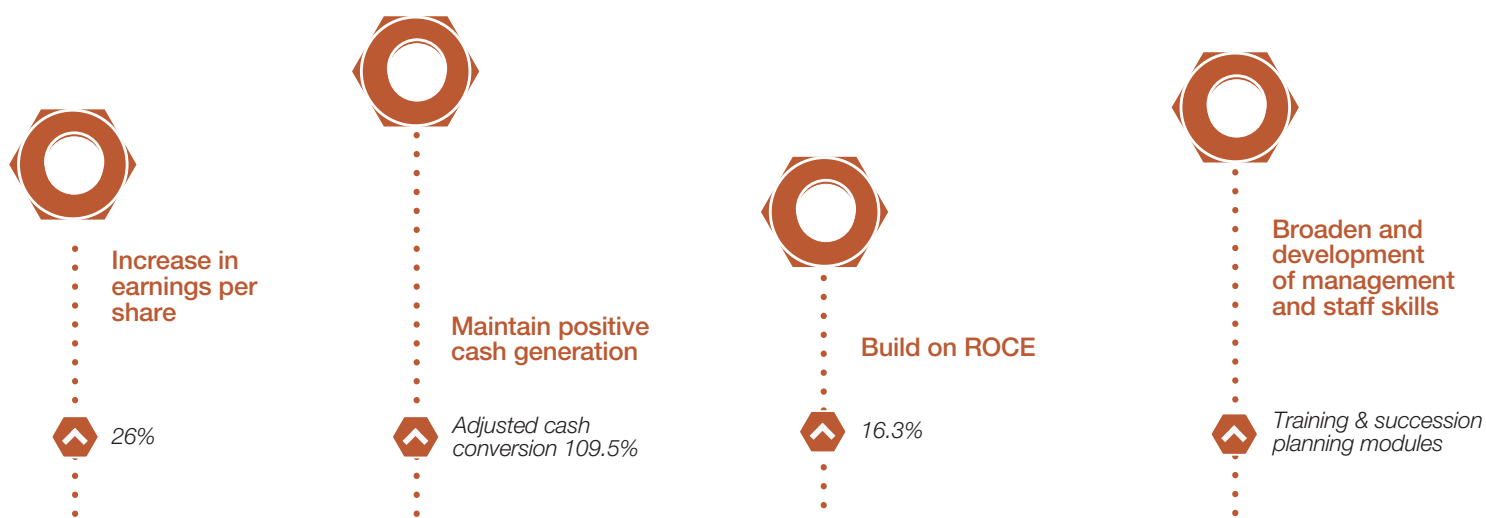 Increase in
earnings per
share
26%
Maintain positive
cash generation
Adjusted cash
conversion 109.5%
Build on ROCE
16.3%
Broaden and
development
of management
and staff skills
Training & succession
planning modules